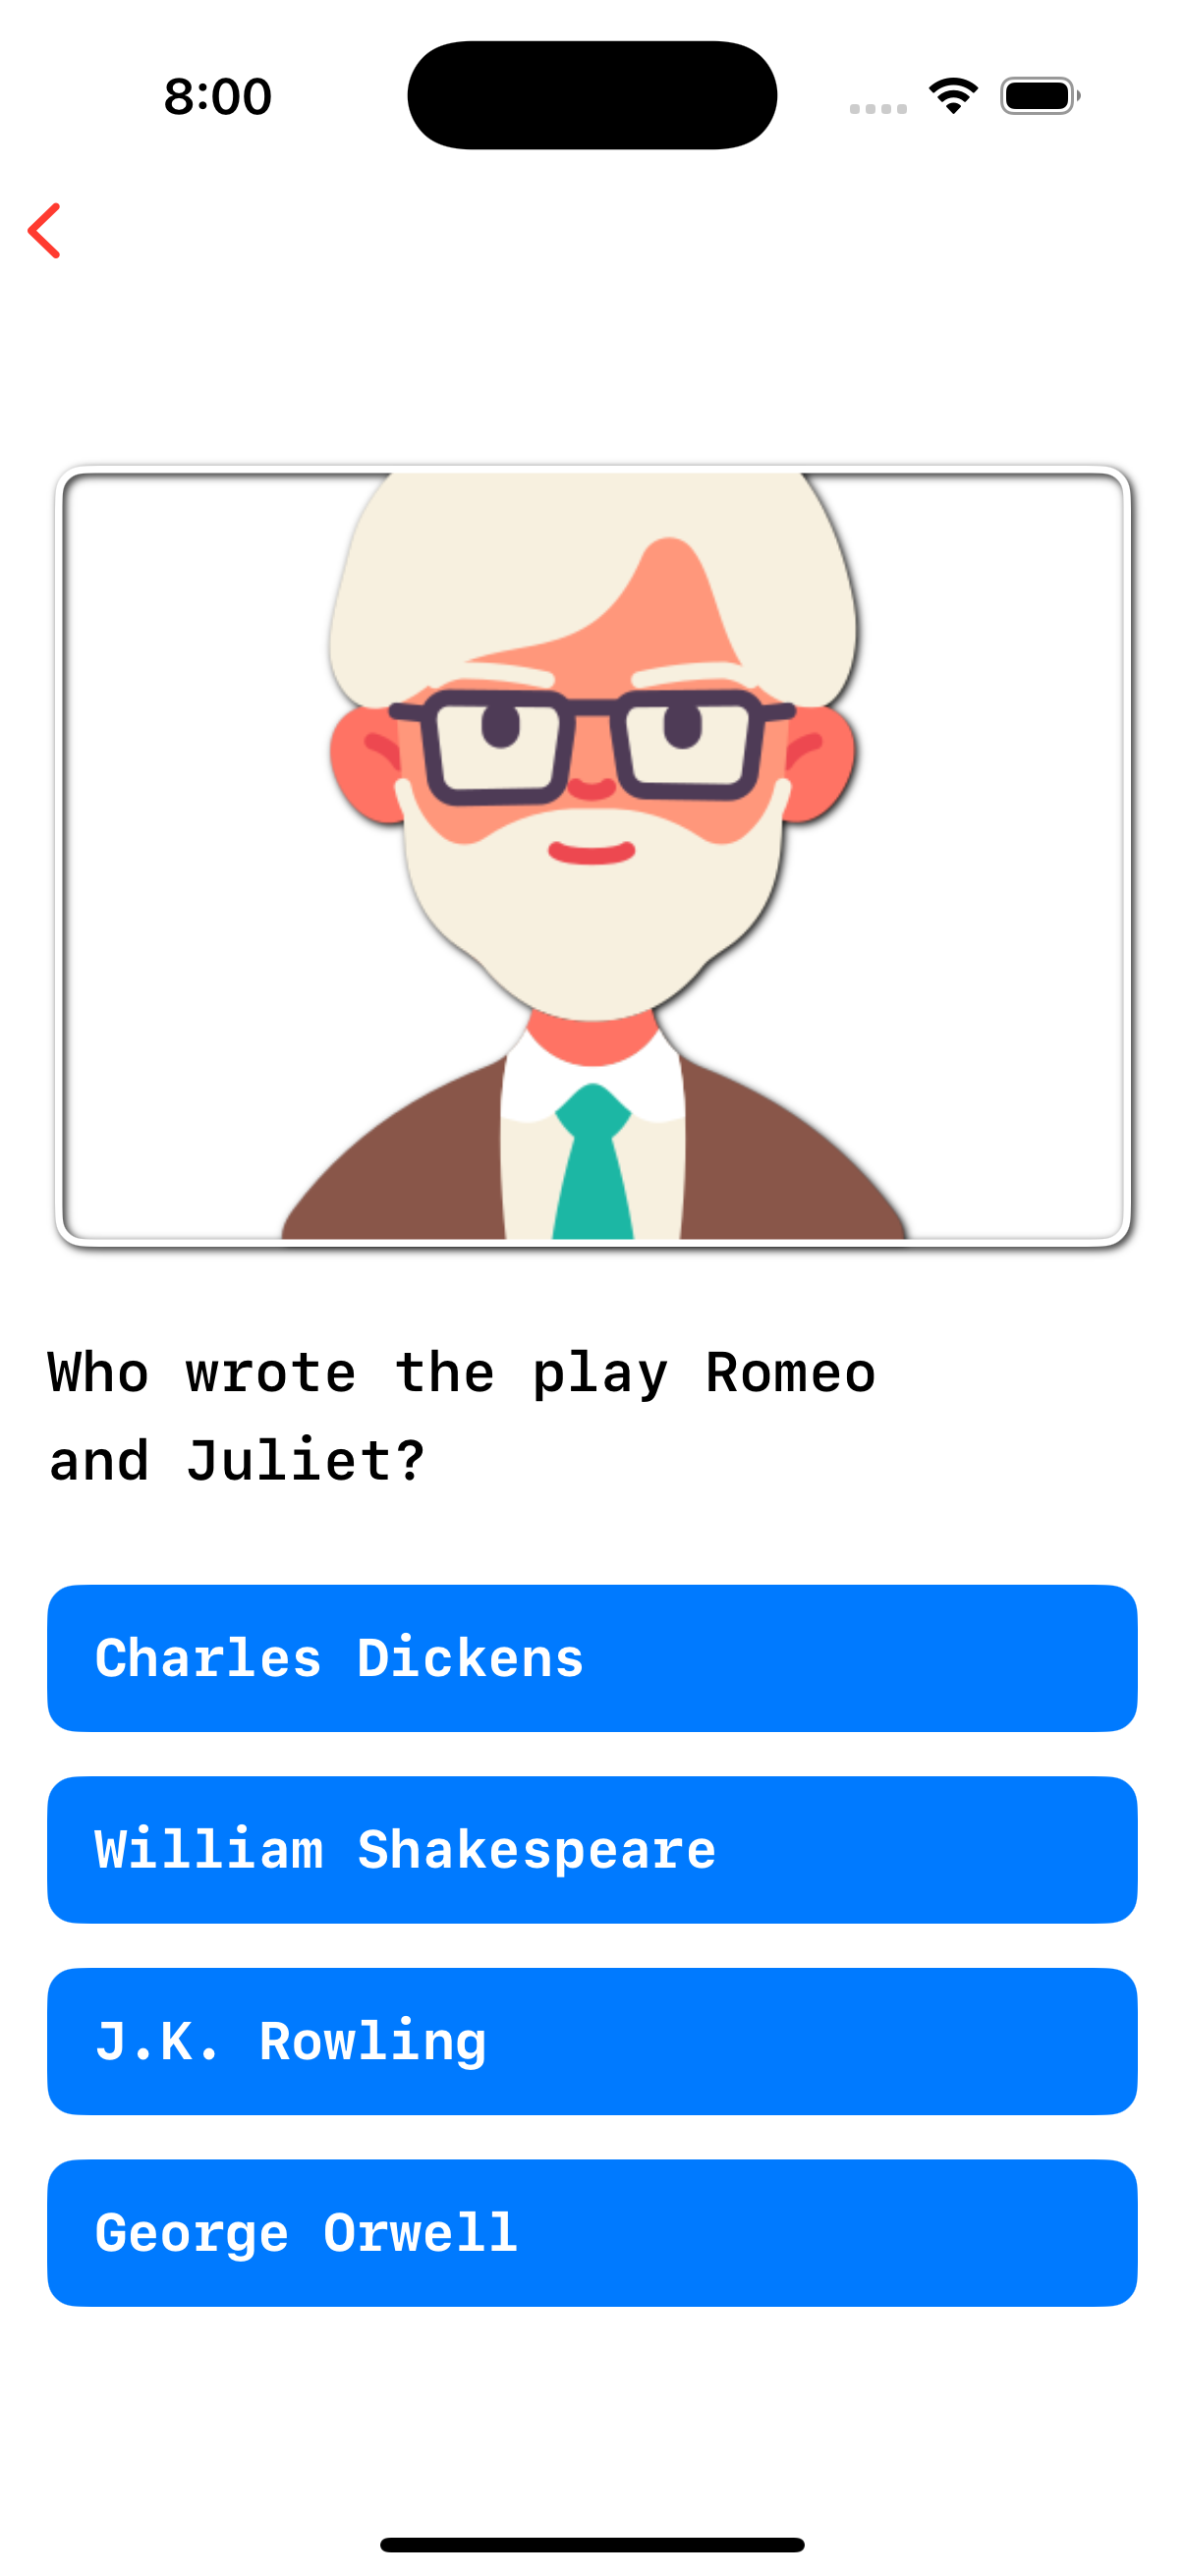 8:00
Who wrote the play Romeo
and Juliet?
Charles Dickens
William Shakespeare
J.K. Rowling
George Orwell